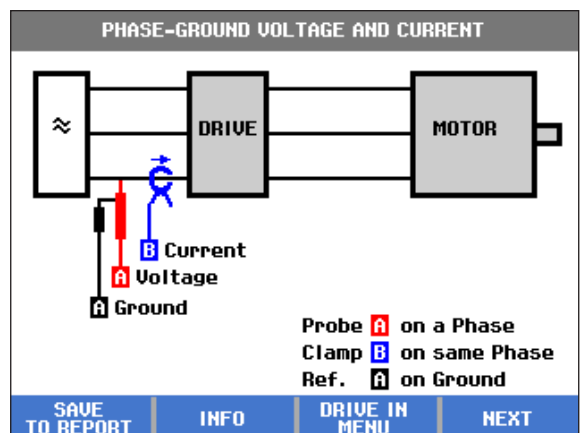 PHASE-GROUND VOLTAGE AND CURRENT
≈
DRIVE
MOTOR
B Current
A Voltage
A Ground
Probe A on a Phase
Clamp B on same Phase
Ref. A on Ground
SAVE
TO REPORT
INFO
DRIVE IN
MENU
NEXT